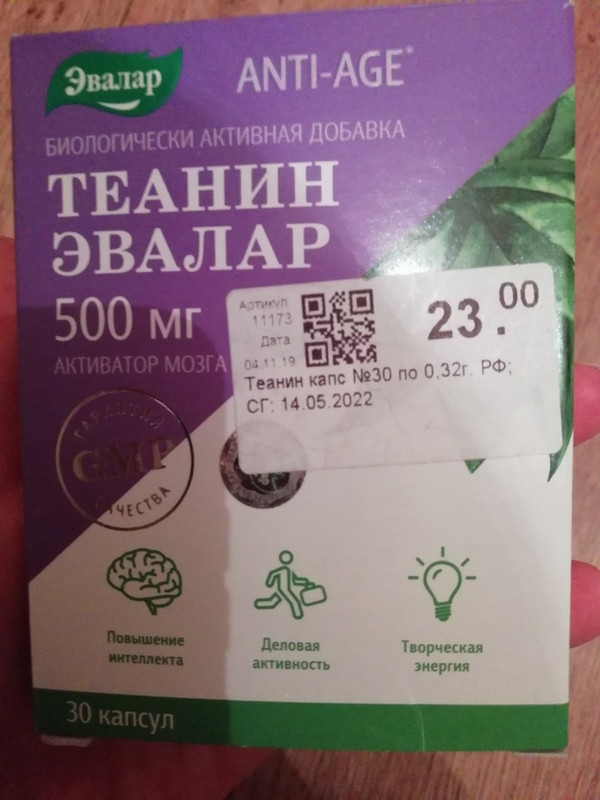 Эвалар
ANTI-AGE*
БИОЛОГИЧЕСКИ АКТИВНАЯ ДОБАВКА
ТЕАНИН
ЭВАЛАР
500 мг
АКТИВАТОР МОЗГА
Артикул
11173
Дата
04.11.19
23.00
Теанин капс №30 по 0,32г, РФ;
СГ: 14.05.2022
ГАРАНТИЯ
GMP
КАЧЕСТВА
Повышение
интеллекта
Деловая
активность
Творческая
энергия
30 капсул